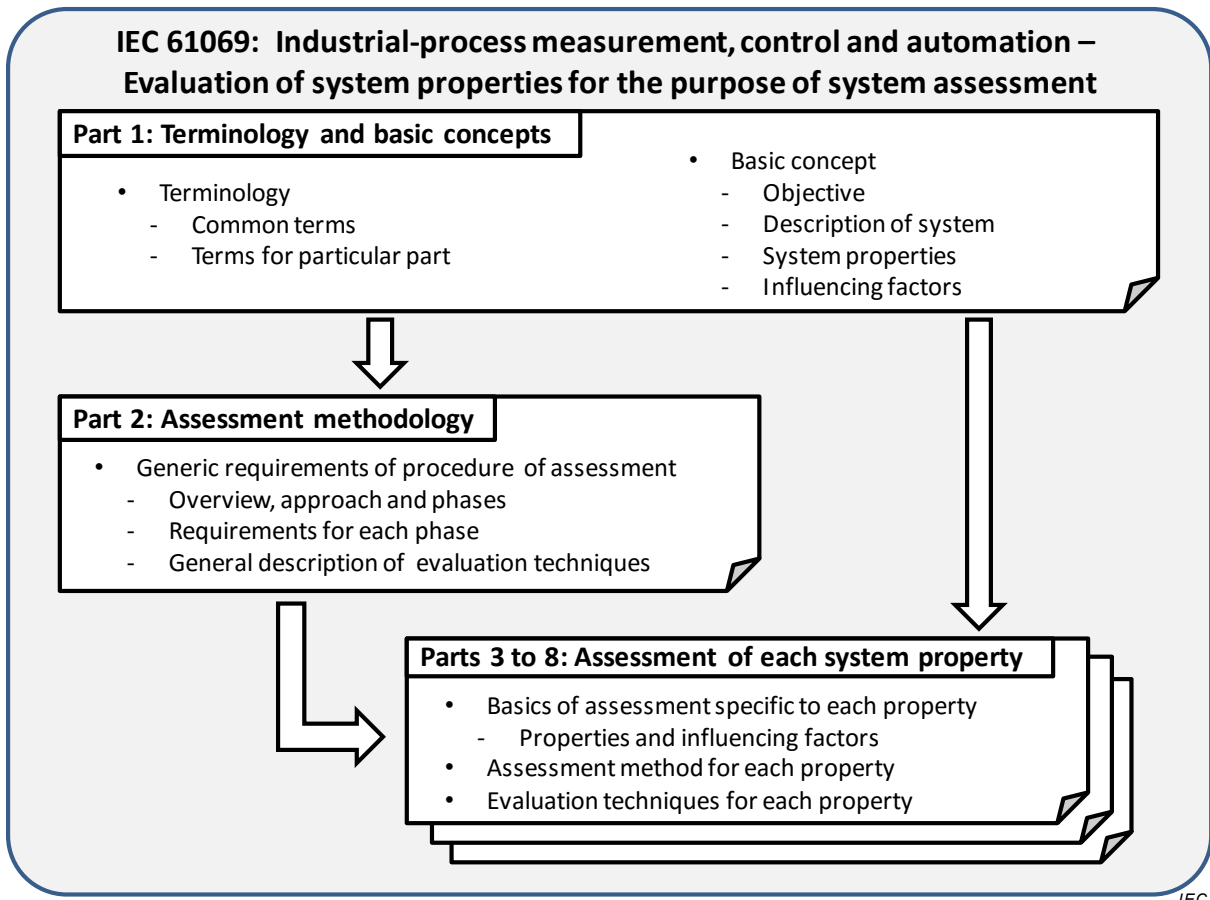 IEC 61069: Industrial-process measurement, control and automation –
Evaluation of system properties for the purpose of system assessment
Part 1: Terminology and basic concepts
• Terminology
- Common terms
- Terms for particular part
• Basic concept
- Objective
- Description of system
- System properties
- Influencing factors
Part 2: Assessment methodology
• Generic requirements of procedure of assessment
- Overview, approach and phases
- Requirements for each phase
- General description of evaluation techniques
Parts 3 to 8: Assessment of each system property
• Basics of assessment specific to each property
- Properties and influencing factors
• Assessment method for each property
• Evaluation techniques for each property
IEC